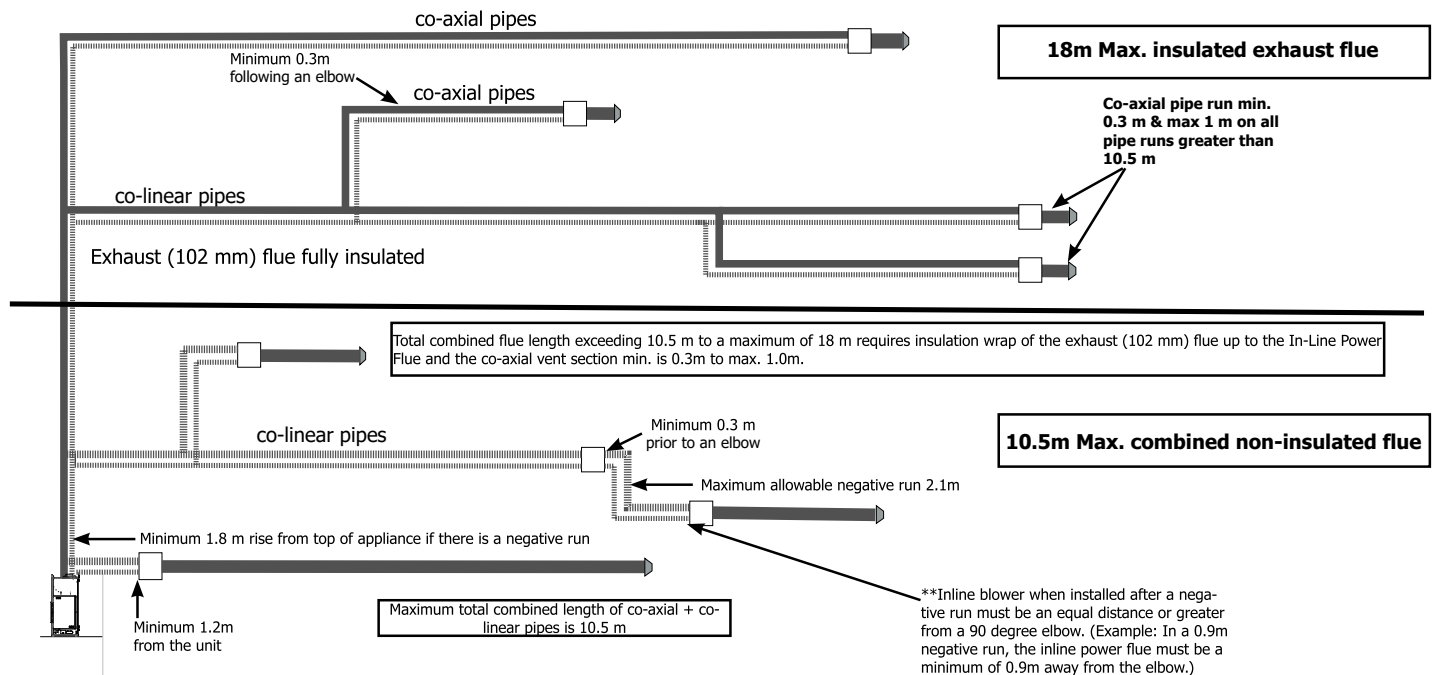 co-axial pipes
18m Max. insulated exhaust flue
Minimum 0.3m
following an elbow
co-axial pipes
Co-axial pipe run min.
0.3 m & max 1 m on all
pipe runs greater than
10.5 m
co-linear pipes
Exhaust (102 mm) flue fully insulated
Total combined flue length exceeding 10.5 m to a maximum of 18 m requires insulation wrap of the exhaust (102 mm) flue up to the In-Line Power
Flue and the co-axial vent section min. is 0.3m to max. 1.0m.
co-linear pipes
Minimum 0.3 m
prior to an elbow
10.5m Max. combined non-insulated flue
Maximum allowable negative run 2.1m
Minimum 1.8 m rise from top of appliance if there is a negative run
Minimum 1.2m
from the unit
Maximum total combined length of co-axial + co-
linear pipes is 10.5 m
**Inline blower when installed after a nega-
tive run must be an equal distance or greater
from a 90 degree elbow. (Example: In a 0.9m
negative run, the inline power flue must be a
minimum of 0.9m away from the elbow.)